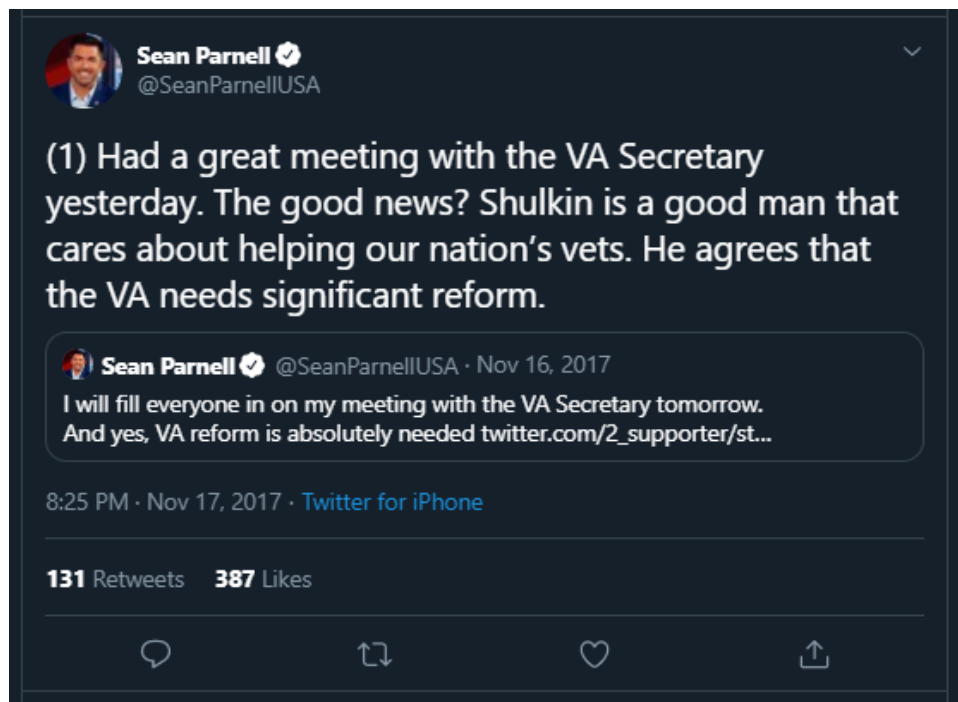 Sean Parnell
@SeanParnellUSA
(1) Had a great meeting with the VA Secretary
yesterday. The good news? Shulkin is a good man that
cares about helping our nation’s vets. He agrees that
the VA needs significant reform.
Sean Parnell @SeanParnellUSA · Nov 16, 2017
I will fill everyone in on my meeting with the VA Secretary tomorrow.
And yes, VA reform is absolutely needed twitter.com/2_supporter/st...
8:25 PM · Nov 17, 2017 · Twitter for iPhone
131 Retweets 387 Likes